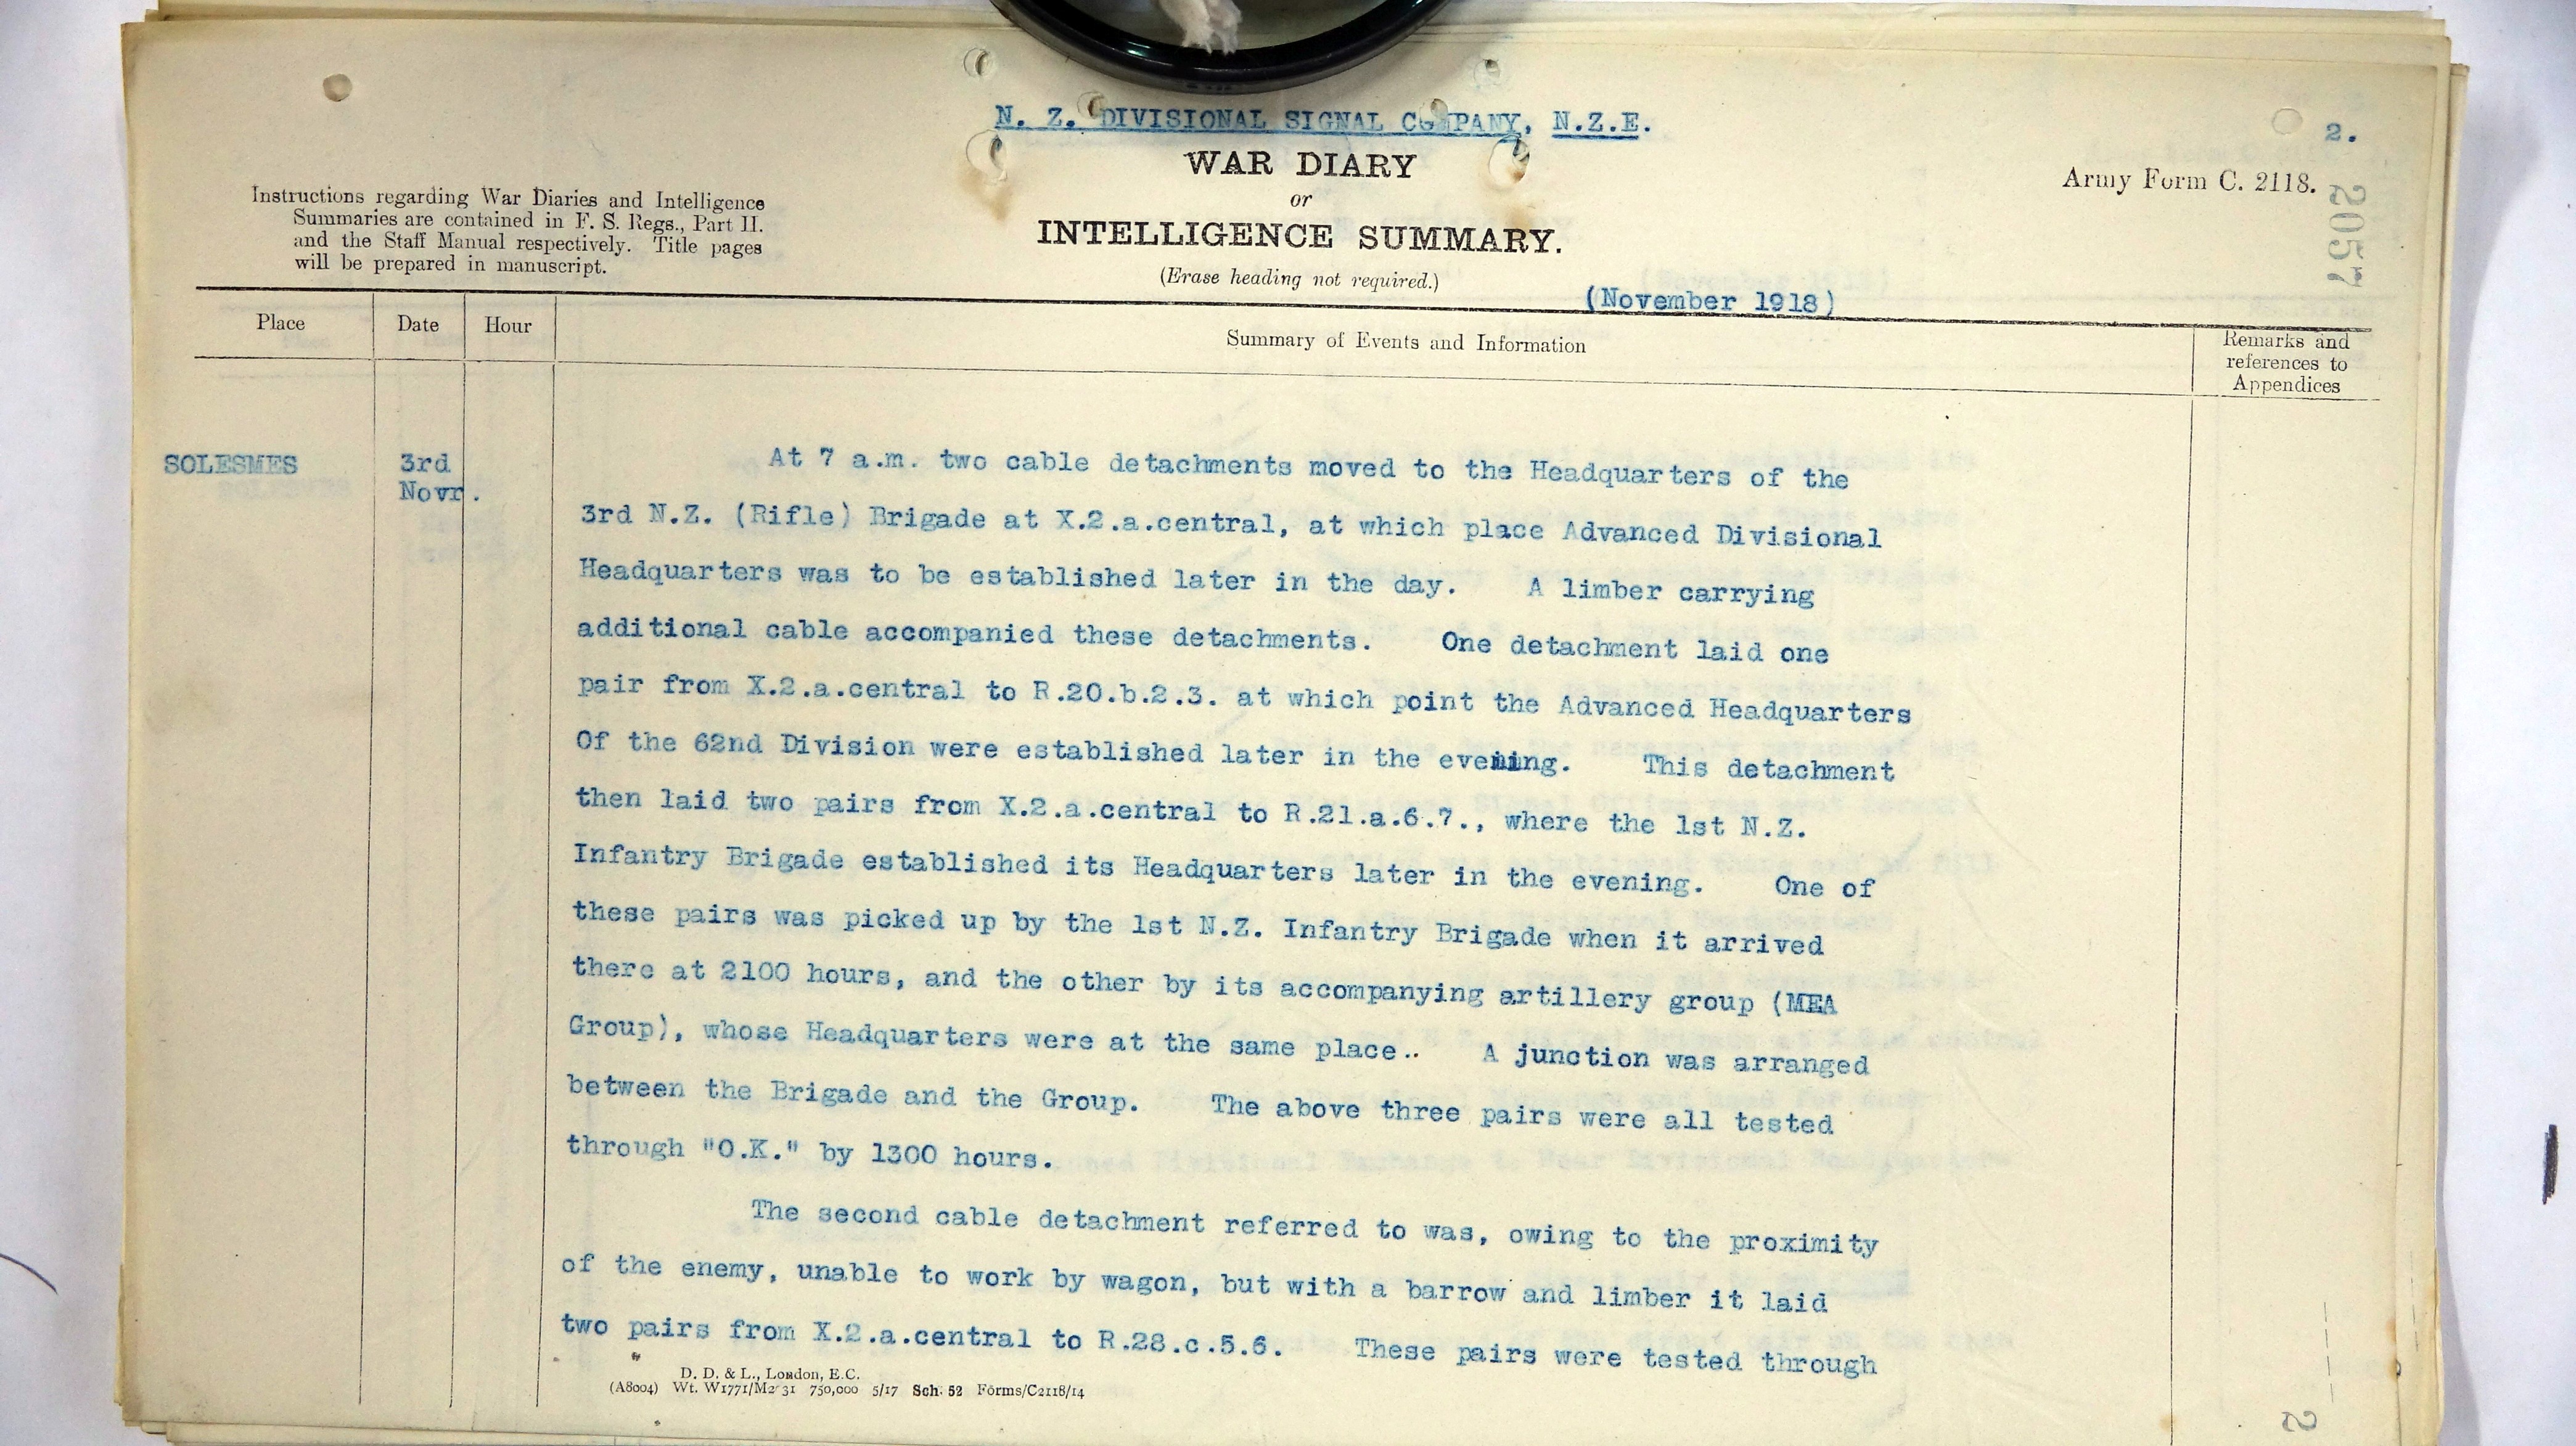 N. Z. DIVISIONAL SIGNAL COMPANY, N.Z.E.
2.
WAR DIARY
or
INTELLIGENCE SUMMARY.
(Erase heading not required.)
Army Form C. 2118.
2057
Instructions regarding War Diaries and Intelligence
Summaries are contained in F. S. Regs., Part II.
and the Staff Manual respectively. Title pages
will be prepared in manuscript.
(November 1918)
Place
Date
Hour
Summary of Events and Information
Remarks and
references to
Appendices
SOLESMES
3rd
Novr.
At 7 a.m. two cable detachments moved to the Headquarters of the
3rd N.Z. (Rifle) Brigade at X.2.a.central, at which place Advanced Divisional
Headquarters was to be established later in the day. A limber carrying
additional cable accompanied these detachments. One detachment laid one
pair from X.2.a.central to R.20.b.2.3. at which point the Advanced Headquarters
Of the 62nd Division were established later in the evening. This detachment
then laid two pairs from X.2.a.central to R.21.a.6.7., where the 1st N.Z.
Infantry Brigade established its Headquarters later in the evening. One of
these pairs was picked up by the 1st N.Z. Infantry Brigade when it arrived
there at 2100 hours, and the other by its accompanying artillery group (MEA
Group), whose Headquarters were at the same place.. A junction was arranged
between the Brigade and the Group. The above three pairs were all tested
through "O.K." by 1300 hours.
The second cable detachment referred to was, owing to the proximity
of the enemy, unable to work by wagon, but with a barrow and limber it laid
two pairs from X.2.a.central to R.28.c.5.6. These pairs were tested through
D. D. & L., London, E.C.
(A8004) Wt. W1771/M2 31 750,000 5/17 Sch. 52 Forms/C2118/14
2